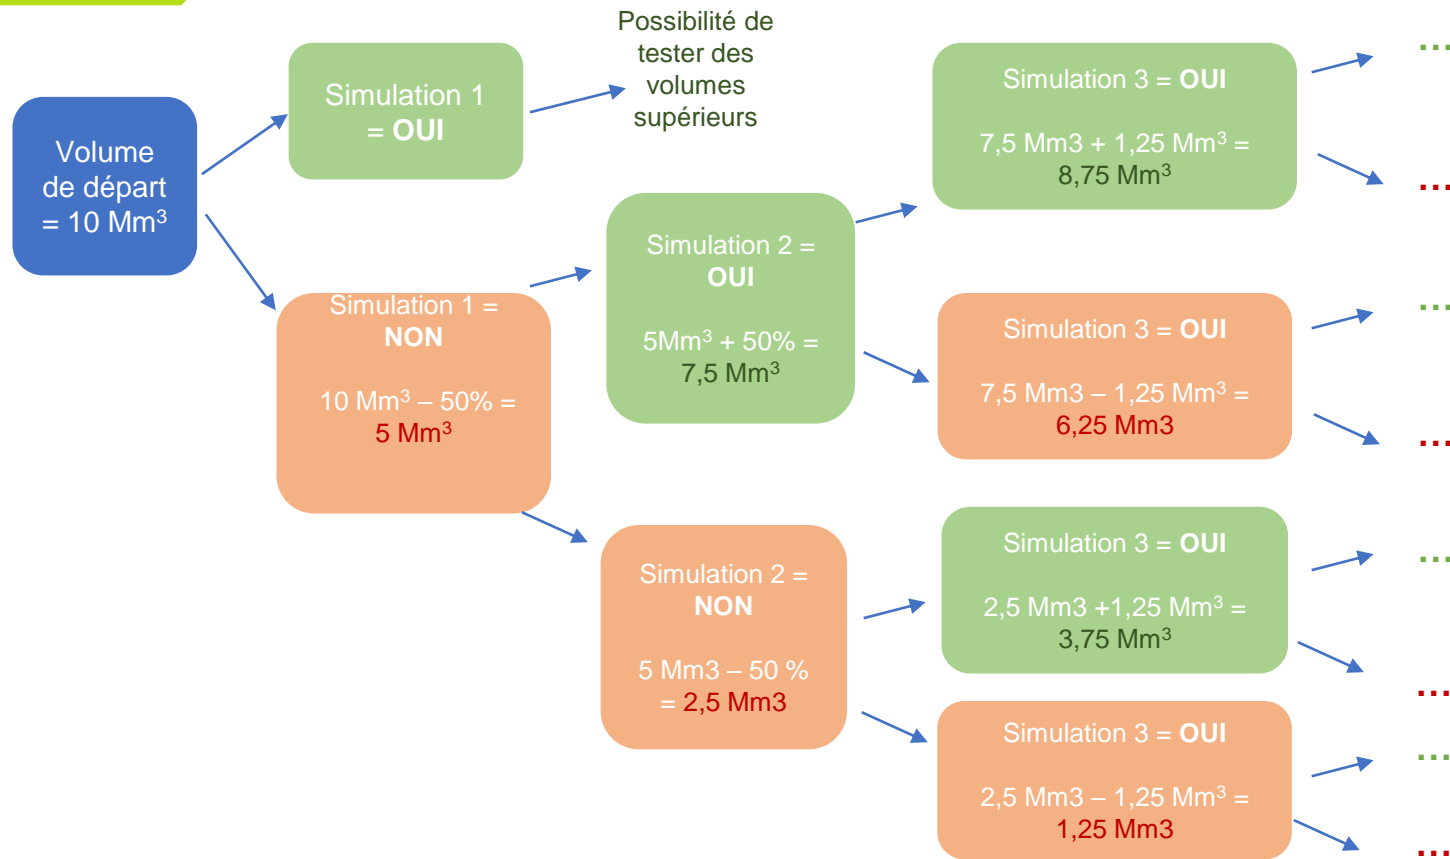 Volume
de départ
= 10 Mm³
Simulation 1
= OUI
Possibilité de
tester des
volumes
supérieurs
Simulation 1 =
NON
10 Mm³ – 50% =
5 Mm³
Simulation 2 =
OUI
5Mm³ + 50% =
7,5 Mm³
Simulation 2 =
NON
5 Mm3 – 50 %
= 2,5 Mm3
Simulation 3 = OUI
7,5 Mm3 + 1,25 Mm³ =
8,75 Mm³
Simulation 3 = OUI
7,5 Mm3 – 1,25 Mm³ =
6,25 Mm3
Simulation 3 = OUI
2,5 Mm3 +1,25 Mm³ =
3,75 Mm³
Simulation 3 = OUI
2,5 Mm3 – 1,25 Mm³ =
1,25 Mm3
...
...
...
...
...
...
...
...